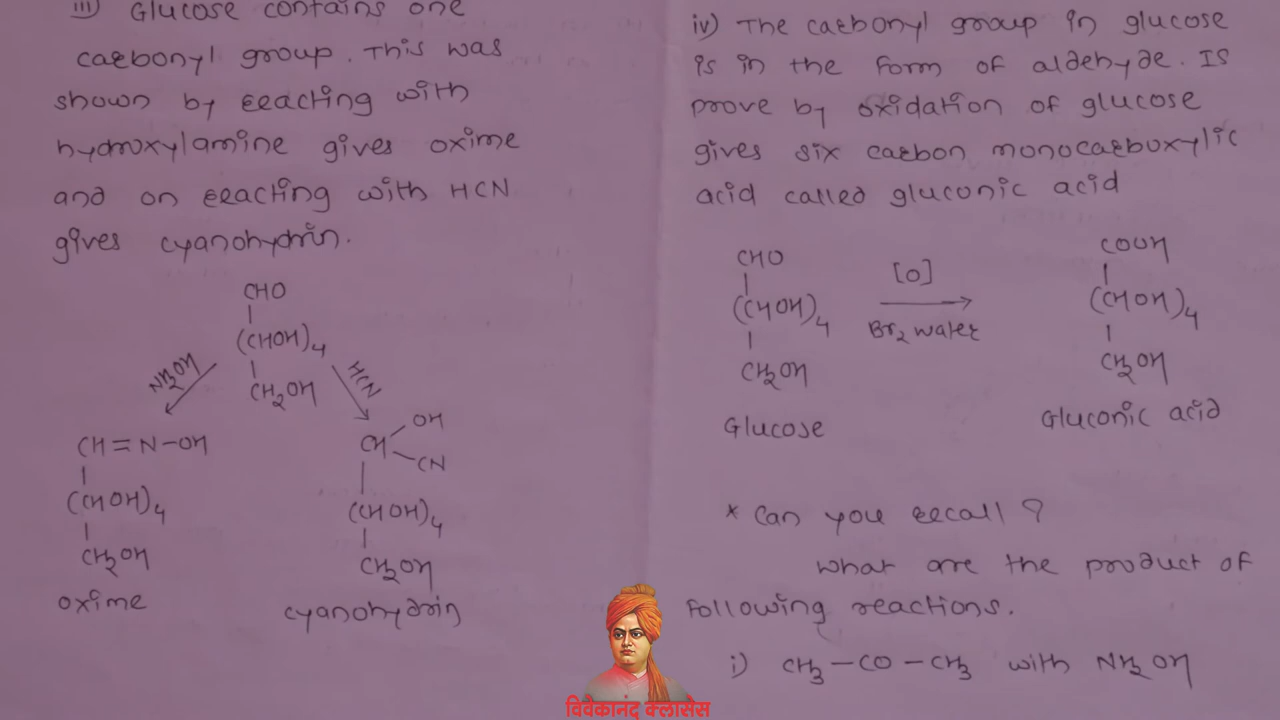 iii) Glucose contains one
carbonyl group. This was
shown by reacting with
hydroxylamine gives oxime
and on reacting with HCN
gives cyanohydrin.
CHO
|
(CHOH)4
|
CH2OH
NH2OH
HCN
CH=N-OH
|
(CHOH)4
|
CH2OH
oxime
OH
CH
CN
|
(CHOH)4
|
CH2OH
cyanohydrin
iv) The carbonyl group in glucose
is in the form of aldehyde. Is
prove by oxidation of glucose
gives six carbon monocarboxylic
acid called gluconic acid
CHO
|
(CHOH)4
|
CH2OH
Glucose
[O]
→
Br2 water
COOH
|
(CHOH)4
|
CH2OH
Gluconic acid
* Can you recall ?
what are the product of
following reactions.
i) CH3-CO-CH3 with NH2OH
विवेकानंद क्लासेस